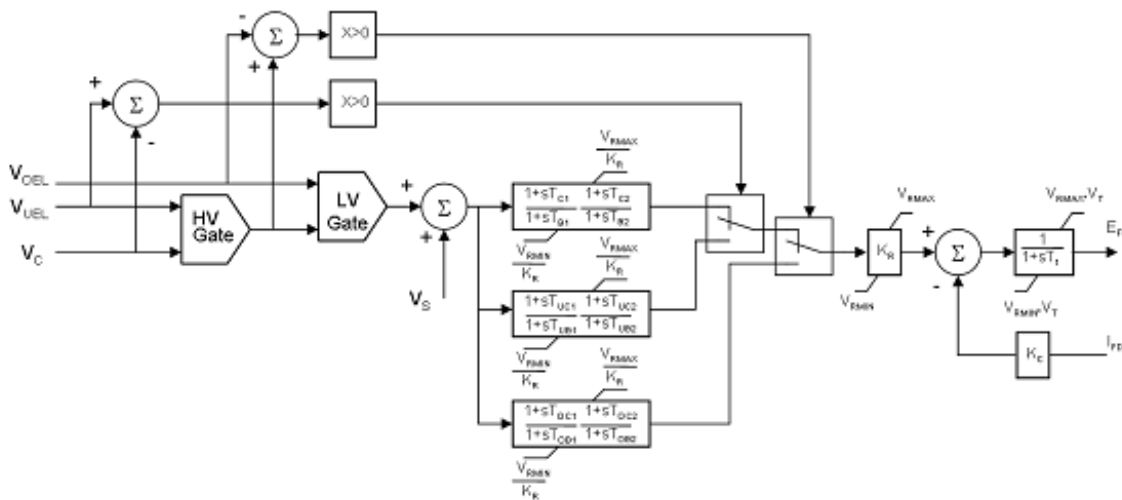 -
Σ
+
X>0
+
Σ
-
X>0
V_OEL
V_UEL
V_C
HV
Gate
LV
Gate
+
Σ
+
V_S
V_RMAX
K_R
1+sT_C1 1+sT_C2
1+sT_B1 1+sT_B2
V_RMIN
K_R
V_RMAX
K_R
1+sT_UC1 1+sT_UC2
1+sT_UB1 1+sT_UB2
V_RMIN
K_R
V_RMAX
K_R
1+sT_OC1 1+sT_OC2
1+sT_OB1 1+sT_OB2
V_RMIN
K_R
V_RMAX
K_R
V_RMIN
+
Σ
-
V_RMAX.V_T
1
1+sT_1
V_RMIN.V_T
K_C